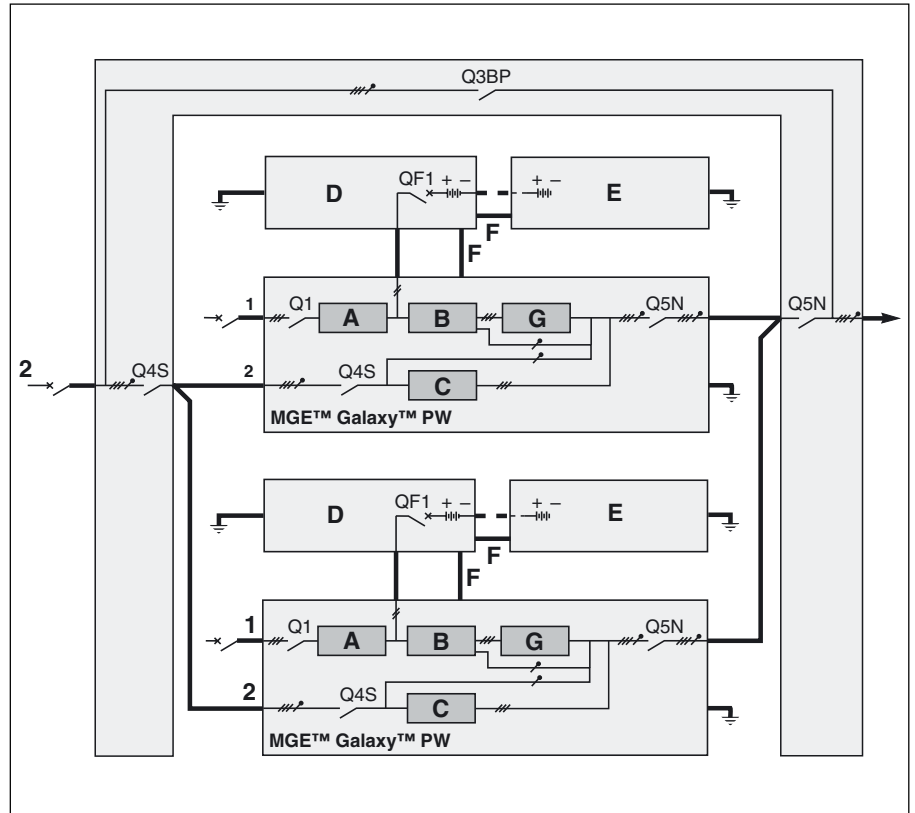 Q3BP
D QF1 + − + − E
F
F
1 Q1 A B G Q5N Q5N
2 Q4S 2 Q4S C
MGE™ Galaxy™ PW
D QF1 + − + − E
F
F
1 Q1 A B G Q5N
2 Q4S C
MGE™ Galaxy™ PW